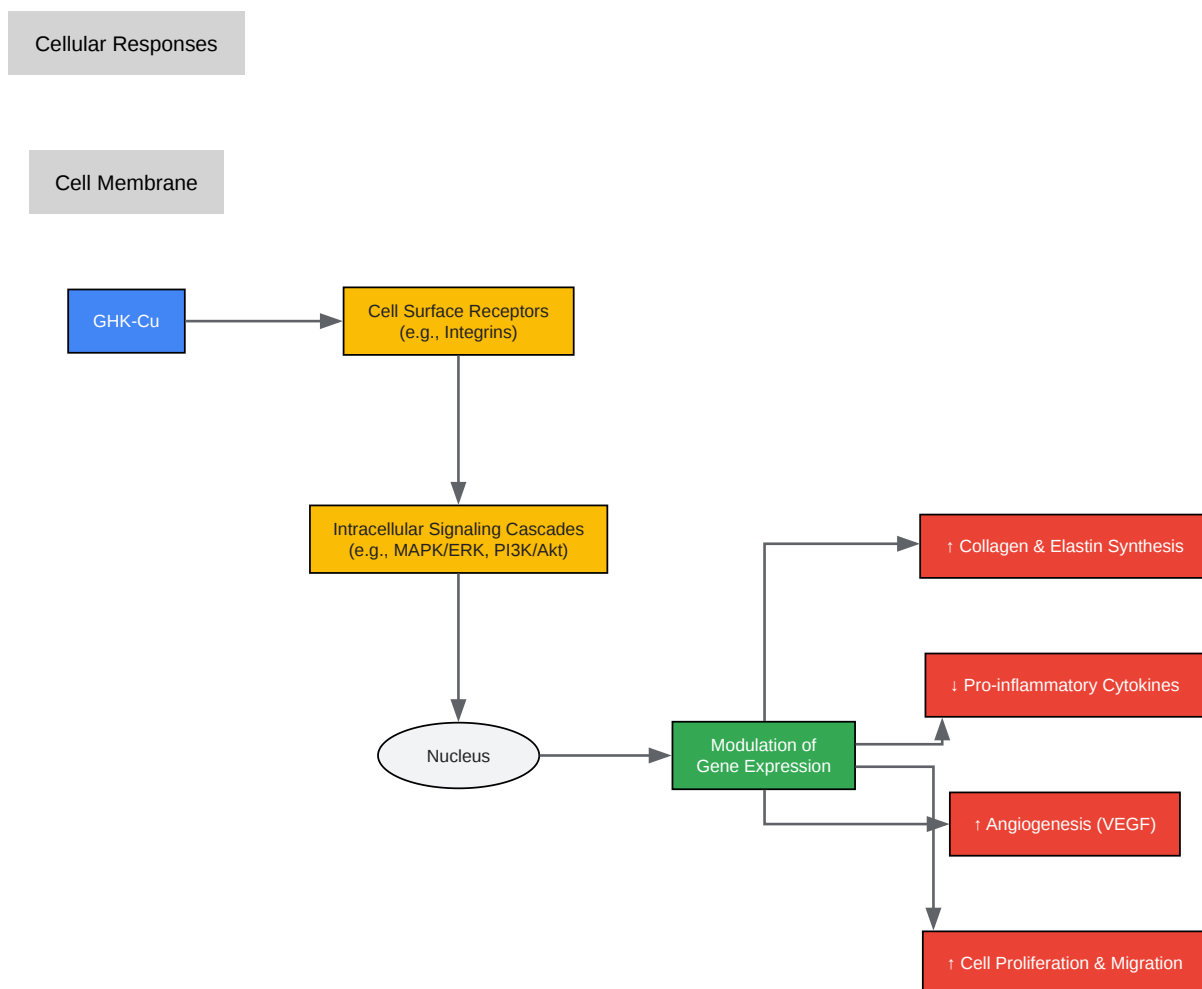 Cellular Responses
Cell Membrane
GHK-Cu
Cell Surface Receptors
(e.g., Integrins)
Intracellular Signaling Cascades
(e.g., MAPK/ERK, PI3K/Akt)
Nucleus
Modulation of
Gene Expression
↑ Collagen & Elastin Synthesis
↓ Pro-inflammatory Cytokines
↑ Angiogenesis (VEGF)
↑ Cell Proliferation & Migration